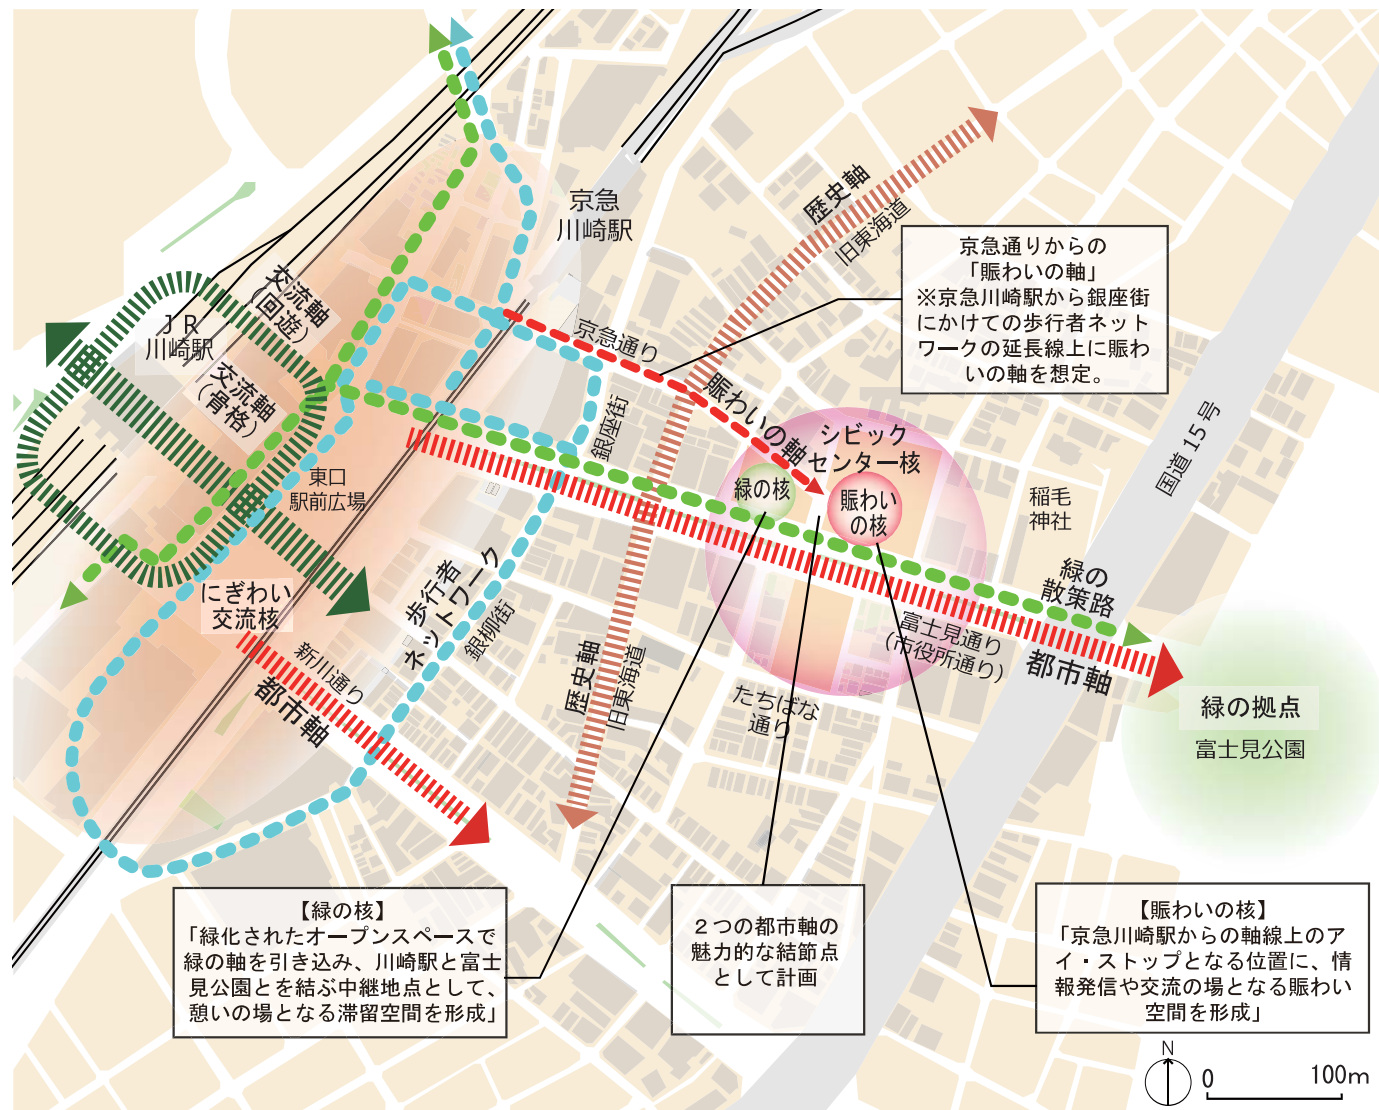 京急
川崎駅
歴史軸
旧東海道
京急通りからの
「賑わいの軸」
※京急川崎駅から銀座街
にかけての歩行者ネット
ワークの延長線上に賑わ
いの軸を想定。
交流軸
（回遊）
ＪＲ
川崎駅
交流軸
（骨格）
京急通り
賑わいの軸
銀座街
シビック
センター核
緑の核
賑わい
の核
国道15号
稲毛
神社
東口
駅前広場
にぎわい
交流核
歩行者
ネットワーク
銀柳街
新川通り
都市軸
歴史軸
旧東海道
緑の
散策路
富士見通り
（市役所通り）
都市軸
たちばな
通り
緑の拠点
富士見公園
【緑の核】
「緑化されたオープンスペースで
緑の軸を引き込み、川崎駅と富士
見公園とを結ぶ中継地点として、
憩いの場となる滞留空間を形成」
２つの都市軸の
魅力的な結節点
として計画
【賑わいの核】
「京急川崎駅からの軸線上のア
イ・ストップとなる位置に、情
報発信や交流の場となる賑わい
空間を形成」
N
0
100m